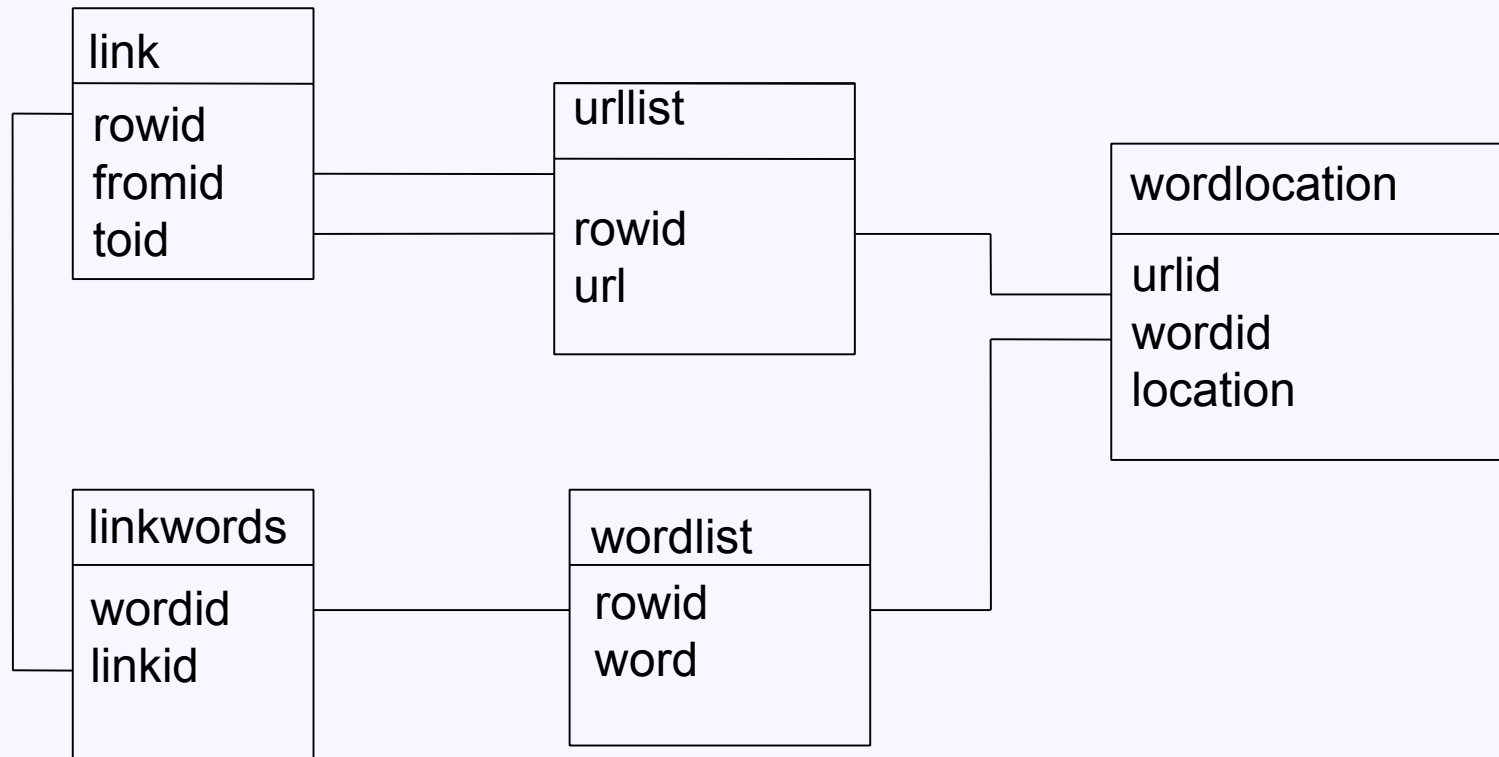 link
rowid
fromid
toid
urllist
rowid
url
wordlocation
urlid
wordid
location
linkwords
wordid
linkid
wordlist
rowid
word